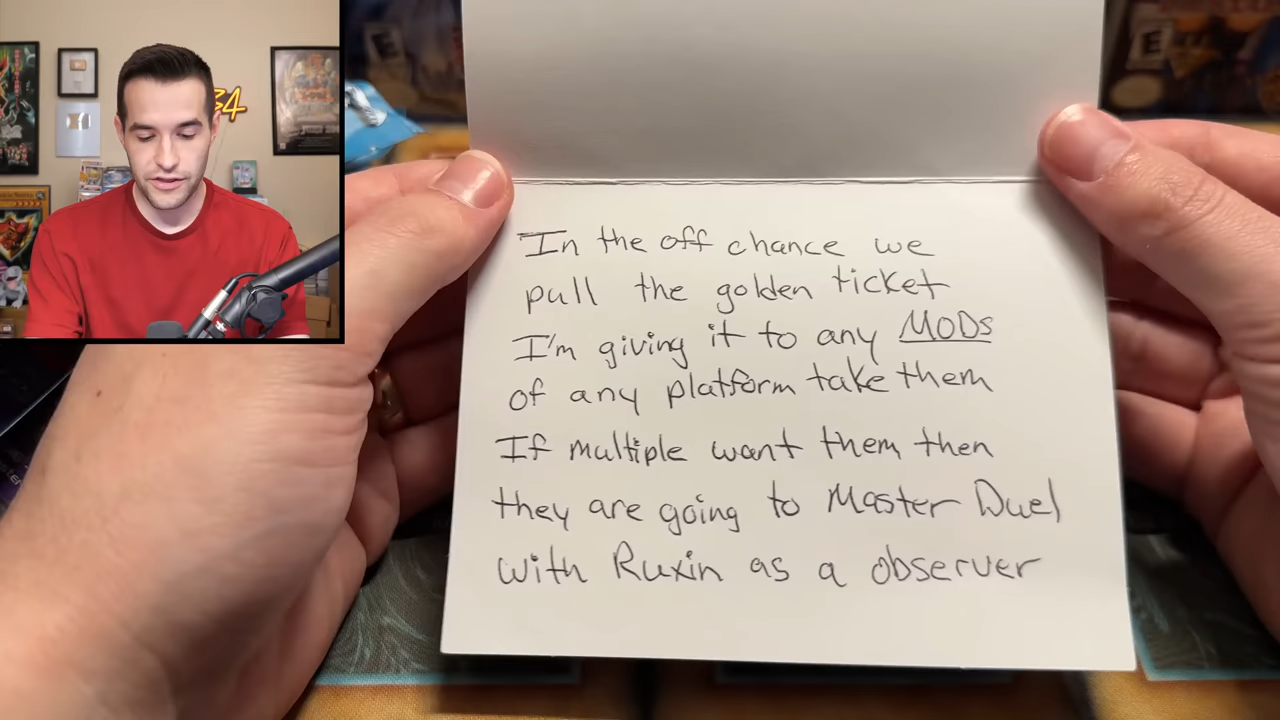 34
E
E
In the off chance we
pull the golden ticket
I'm giving it to any MODs
of any platform take them
If multiple want them then
they are going to Master Duel
with Ruxin as a observer